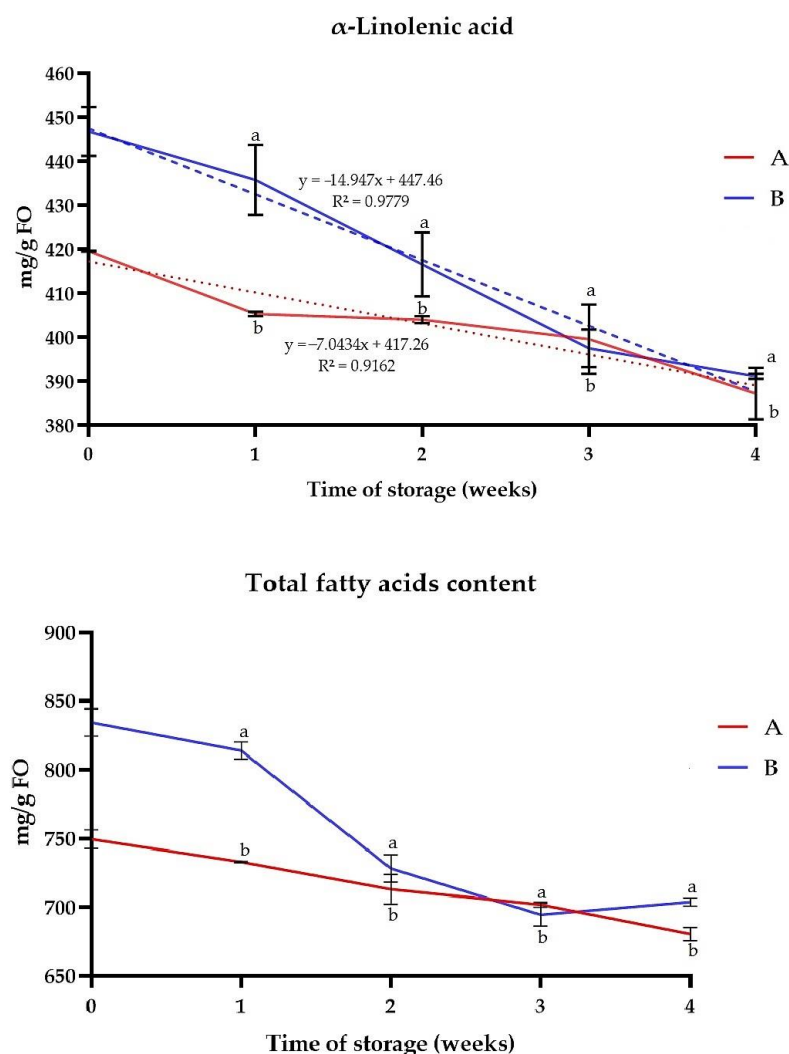 α-Linolenic acid
460
450
440
430
420
410
400
390
380
mg/g FO
a
y = –14.947x + 447.46
R² = 0.9779
a
b
b
y = –7.0434x + 417.26
R² = 0.9162
a
b
a
b
A
B
0 1 2 3 4
Time of storage (weeks)
Total fatty acids content
900
850
800
750
700
650
mg/g FO
a
b
a
b
a
b
a
b
A
B
0 1 2 3 4
Time of storage (weeks)